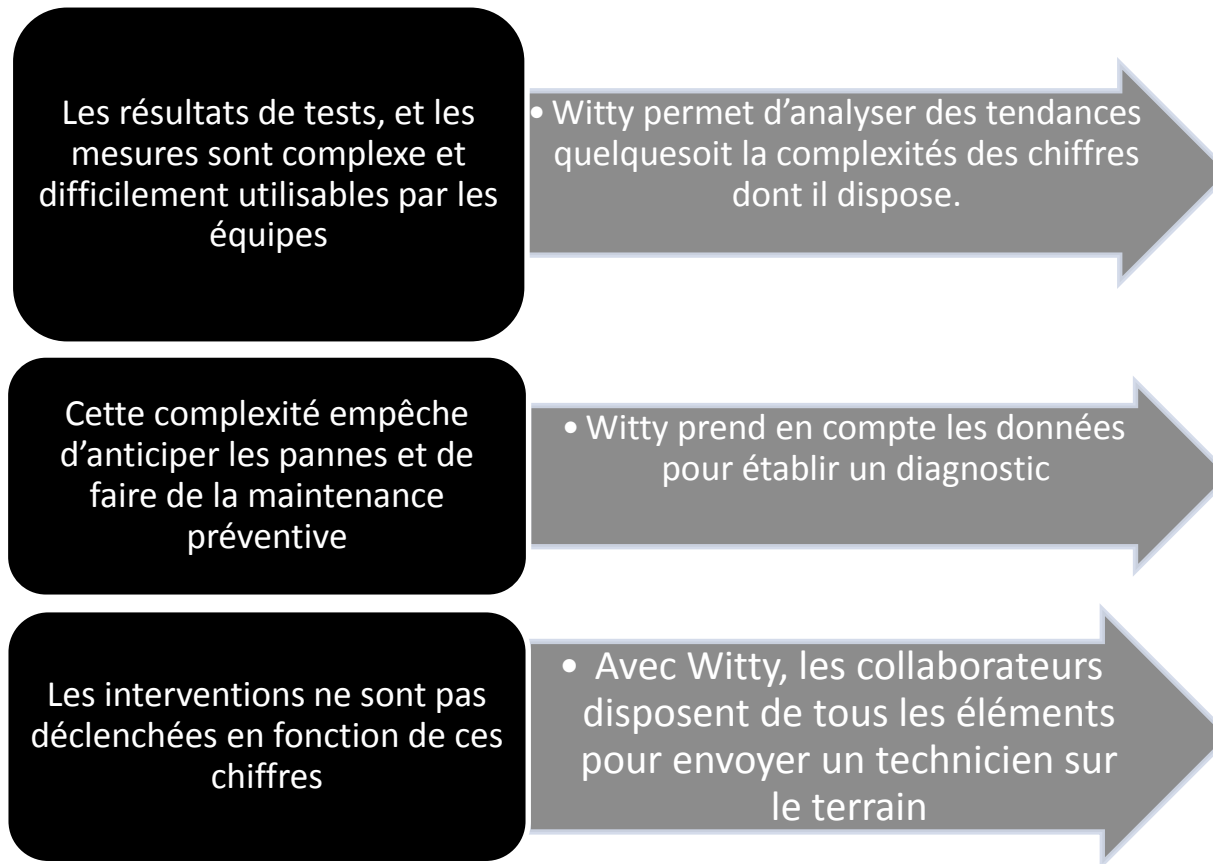 Les résultats de tests, et les
mesures sont complexe et
difficilement utilisables par les
équipes
• Witty permet d’analyser des tendances
quelquesoit la complexités des chiffres
dont il dispose.
Cette complexité empêche
d’anticiper les pannes et de
faire de la maintenance
préventive
• Witty prend en compte les données
pour établir un diagnostic
Les interventions ne sont pas
déclenchées en fonction de ces
chiffres
• Avec Witty, les collaborateurs
disposent de tous les éléments
pour envoyer un technicien sur
le terrain